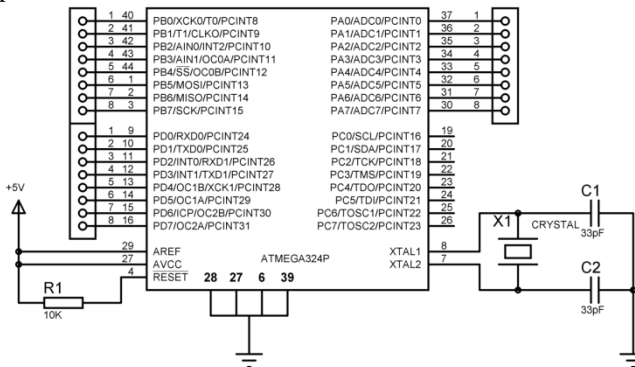 1 40 PB0/XCK0/T0/PCINT8
2 41 PB1/T1/CLKO/PCINT9
3 42 PB2/AIN0/INT2/PCINT10
4 43 PB3/AIN1/OC0A/PCINT11
5 44 PB4/SS/OC0B/PCINT12
6 1 PB5/MOSI/PCINT13
7 2 PB6/MISO/PCINT14
8 3 PB7/SCK/PCINT15
PA0/ADC0/PCINT0 37 1
PA1/ADC1/PCINT1 36 2
PA2/ADC2/PCINT2 35 3
PA3/ADC3/PCINT3 34 4
PA4/ADC4/PCINT4 33 5
PA5/ADC5/PCINT5 32 6
PA6/ADC6/PCINT6 31 7
PA7/ADC7/PCINT7 30 8
1 9 PD0/RXD0/PCINT24
2 10 PD1/TXD0/PCINT25
3 11 PD2/INT0/RXD1/PCINT26
4 12 PD3/INT1/TXD1/PCINT27
5 13 PD4/OC1B/XCK1/PCINT28
6 14 PD5/OC1A/PCINT29
7 15 PD6/ICP/OC2B/PCINT30
8 16 PD7/OC2A/PCINT31
PC0/SCL/PCINT16 19
PC1/SDA/PCINT17 20
PC2/TCK/PCINT18 21
PC3/TMS/PCINT19 22
PC4/TDO/PCINT20 23
PC5/TDI/PCINT21 24
PC6/TOSC1/PCINT22 25
PC7/TOSC2/PCINT23 26
+5V
29 AREF
27 AVCC
4 RESET
ATMEGA324P
XTAL1 8
XTAL2 7
28 27 6 39
R1
10K
X1
CRYSTAL
C1
33pF
C2
33pF